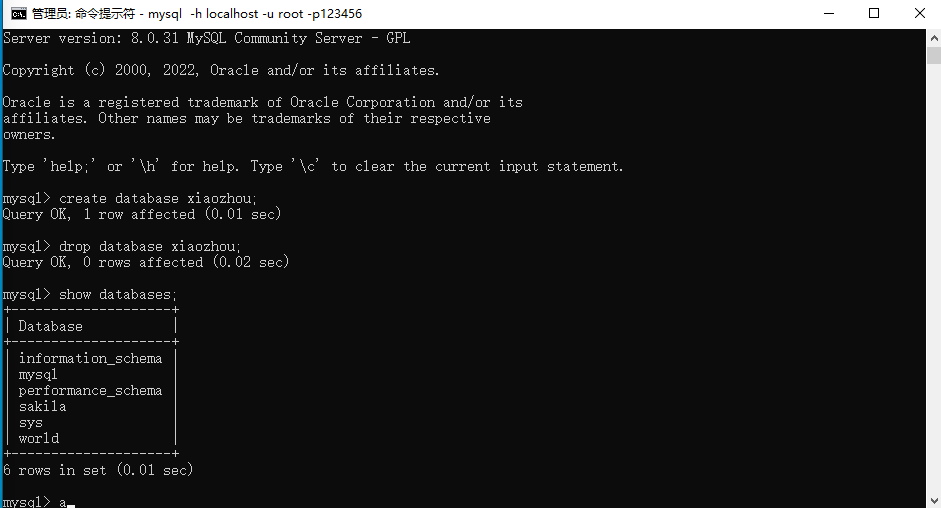 管理员: 命令提示符 - mysql -h localhost -u root -p123456
Server version: 8.0.31 MySQL Community Server - GPL
Copyright (c) 2000, 2022, Oracle and/or its affiliates.
Oracle is a registered trademark of Oracle Corporation and/or its
affiliates. Other names may be trademarks of their respective
owners.
Type 'help;' or '\h' for help. Type '\c' to clear the current input statement.
mysql> create database xiaozhou;
Query OK, 1 row affected (0.01 sec)
mysql> drop database xiaozhou;
Query OK, 0 rows affected (0.02 sec)
mysql> show databases;
+--------------------+
| Database           |
+--------------------+
| information_schema |
| mysql              |
| performance_schema |
| sakila             |
| sys                |
| world              |
+--------------------+
6 rows in set (0.01 sec)
mysql> a